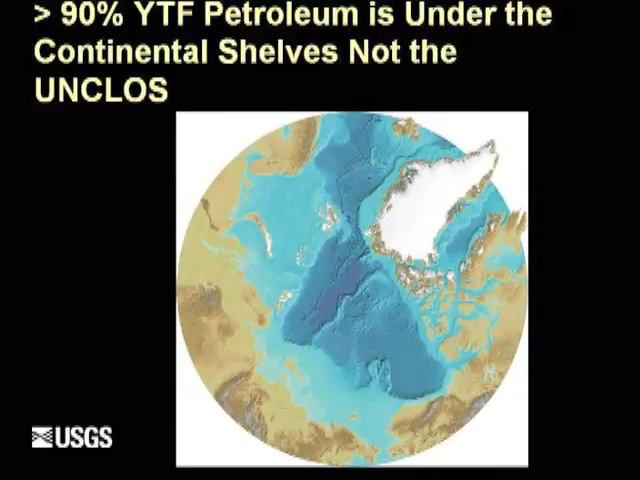 > 90% YTF Petroleum is Under the
Continental Shelves Not the
UNCLOS
USGS